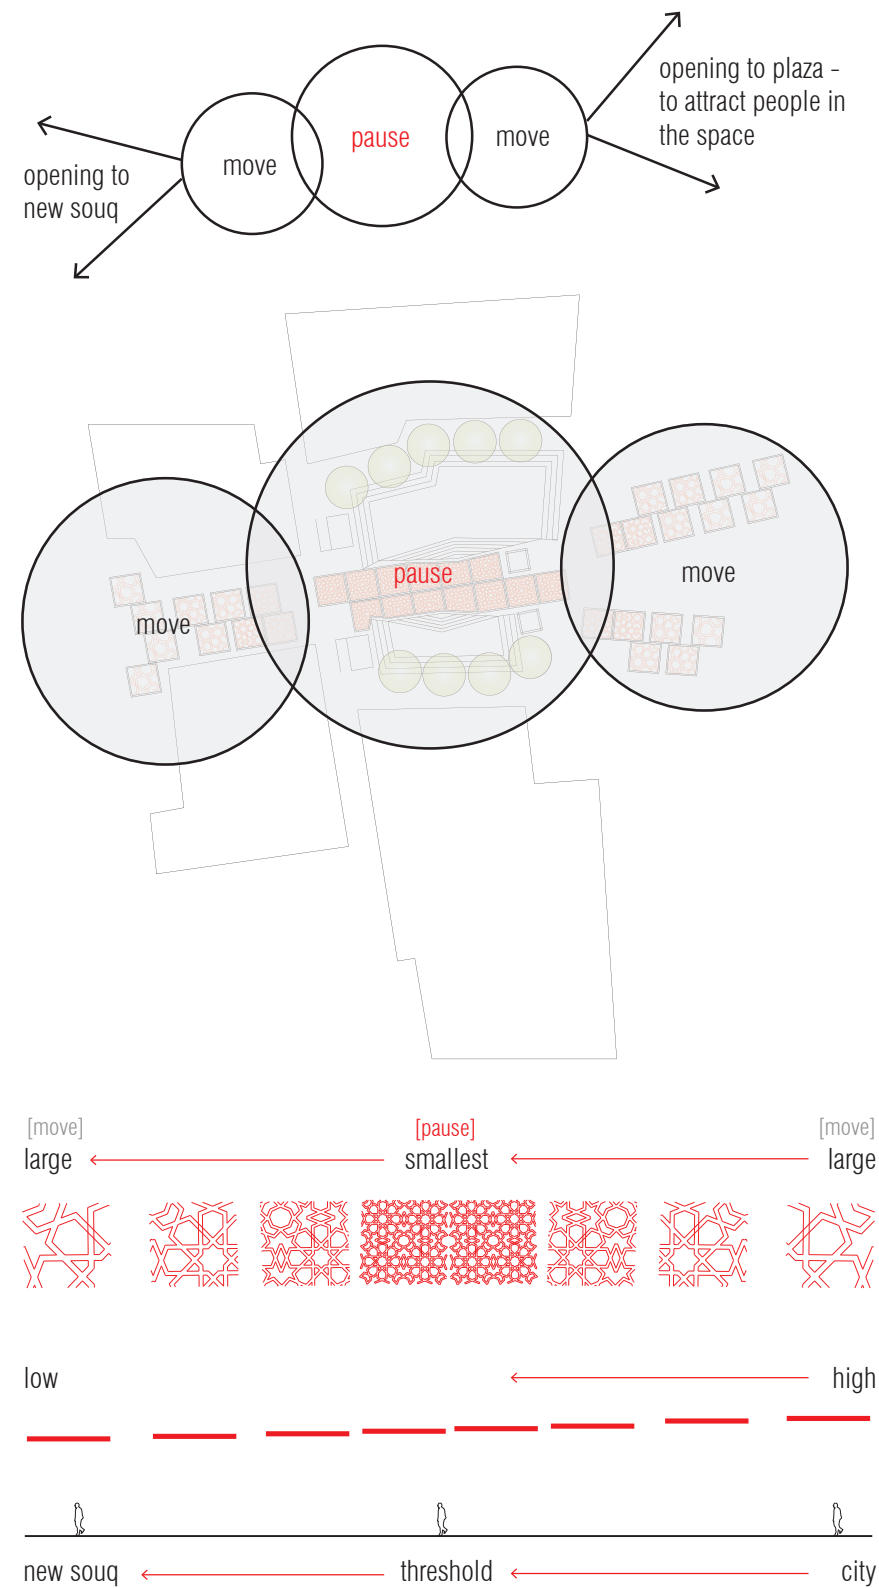 opening to plaza -
to attract people in
the space
move
pause
move
opening to
new souq
pause
move
move
[move]
[pause]
[move]
large
smallest
large
low
high
new souq
threshold
city